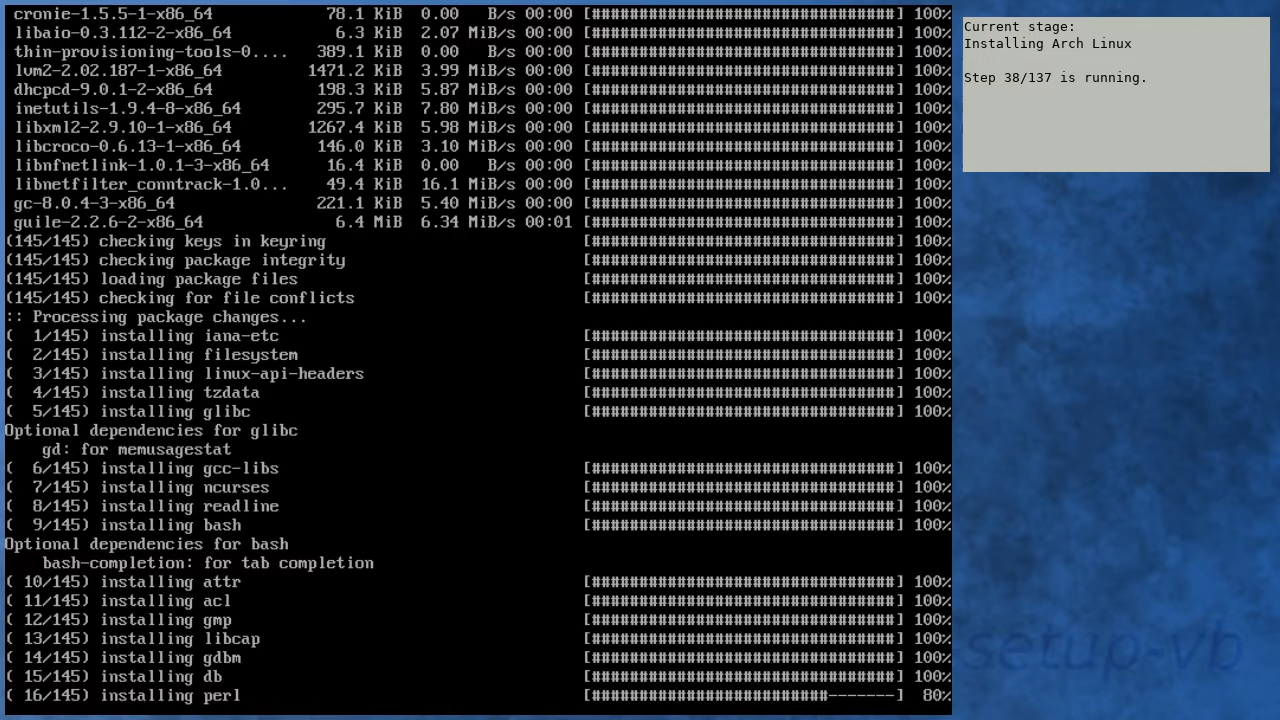 cronie-1.5.5-1-x86_64 78.1 KiB 0.00 B/s 00:00 [################################] 100%
libaio-0.3.112-2-x86_64 6.3 KiB 2.07 MiB/s 00:00 [################################] 100%
thin-provisioning-tools-0.... 389.1 KiB 0.00 B/s 00:00 [################################] 100%
lvm2-2.02.187-1-x86_64 1471.2 KiB 3.99 MiB/s 00:00 [################################] 100%
dhcpcd-9.0.1-2-x86_64 198.3 KiB 5.87 MiB/s 00:00 [################################] 100%
inetutils-1.9.4-8-x86_64 295.7 KiB 7.80 MiB/s 00:00 [################################] 100%
libxml2-2.9.10-1-x86_64 1267.4 KiB 5.98 MiB/s 00:00 [################################] 100%
libcroco-0.6.13-1-x86_64 146.0 KiB 3.10 MiB/s 00:00 [################################] 100%
libnfnetlink-1.0.1-3-x86_64 16.4 KiB 0.00 B/s 00:00 [################################] 100%
libnetfilter_conntrack-1.0... 49.4 KiB 16.1 MiB/s 00:00 [################################] 100%
gc-8.0.4-3-x86_64 221.1 KiB 5.40 MiB/s 00:00 [################################] 100%
guile-2.2.6-2-x86_64 6.4 MiB 6.34 MiB/s 00:01 [################################] 100%
(145/145) checking keys in keyring [################################] 100%
(145/145) checking package integrity [################################] 100%
(145/145) loading package files [################################] 100%
(145/145) checking for file conflicts [################################] 100%
:: Processing package changes...
( 1/145) installing iana-etc [################################] 100%
( 2/145) installing filesystem [################################] 100%
( 3/145) installing linux-api-headers [################################] 100%
( 4/145) installing tzdata [################################] 100%
( 5/145) installing glibc [################################] 100%
Optional dependencies for glibc
gd: for memusagestat
( 6/145) installing gcc-libs [################################] 100%
( 7/145) installing ncurses [################################] 100%
( 8/145) installing readline [################################] 100%
( 9/145) installing bash [################################] 100%
Optional dependencies for bash
bash-completion: for tab completion
( 10/145) installing attr [################################] 100%
( 11/145) installing acl [################################] 100%
( 12/145) installing gmp [################################] 100%
( 13/145) installing libcap [################################] 100%
( 14/145) installing gdbm [################################] 100%
( 15/145) installing db [################################] 100%
( 16/145) installing perl [#########################-------] 80%
Current stage:
Installing Arch Linux
Step 38/137 is running.
setup-vb